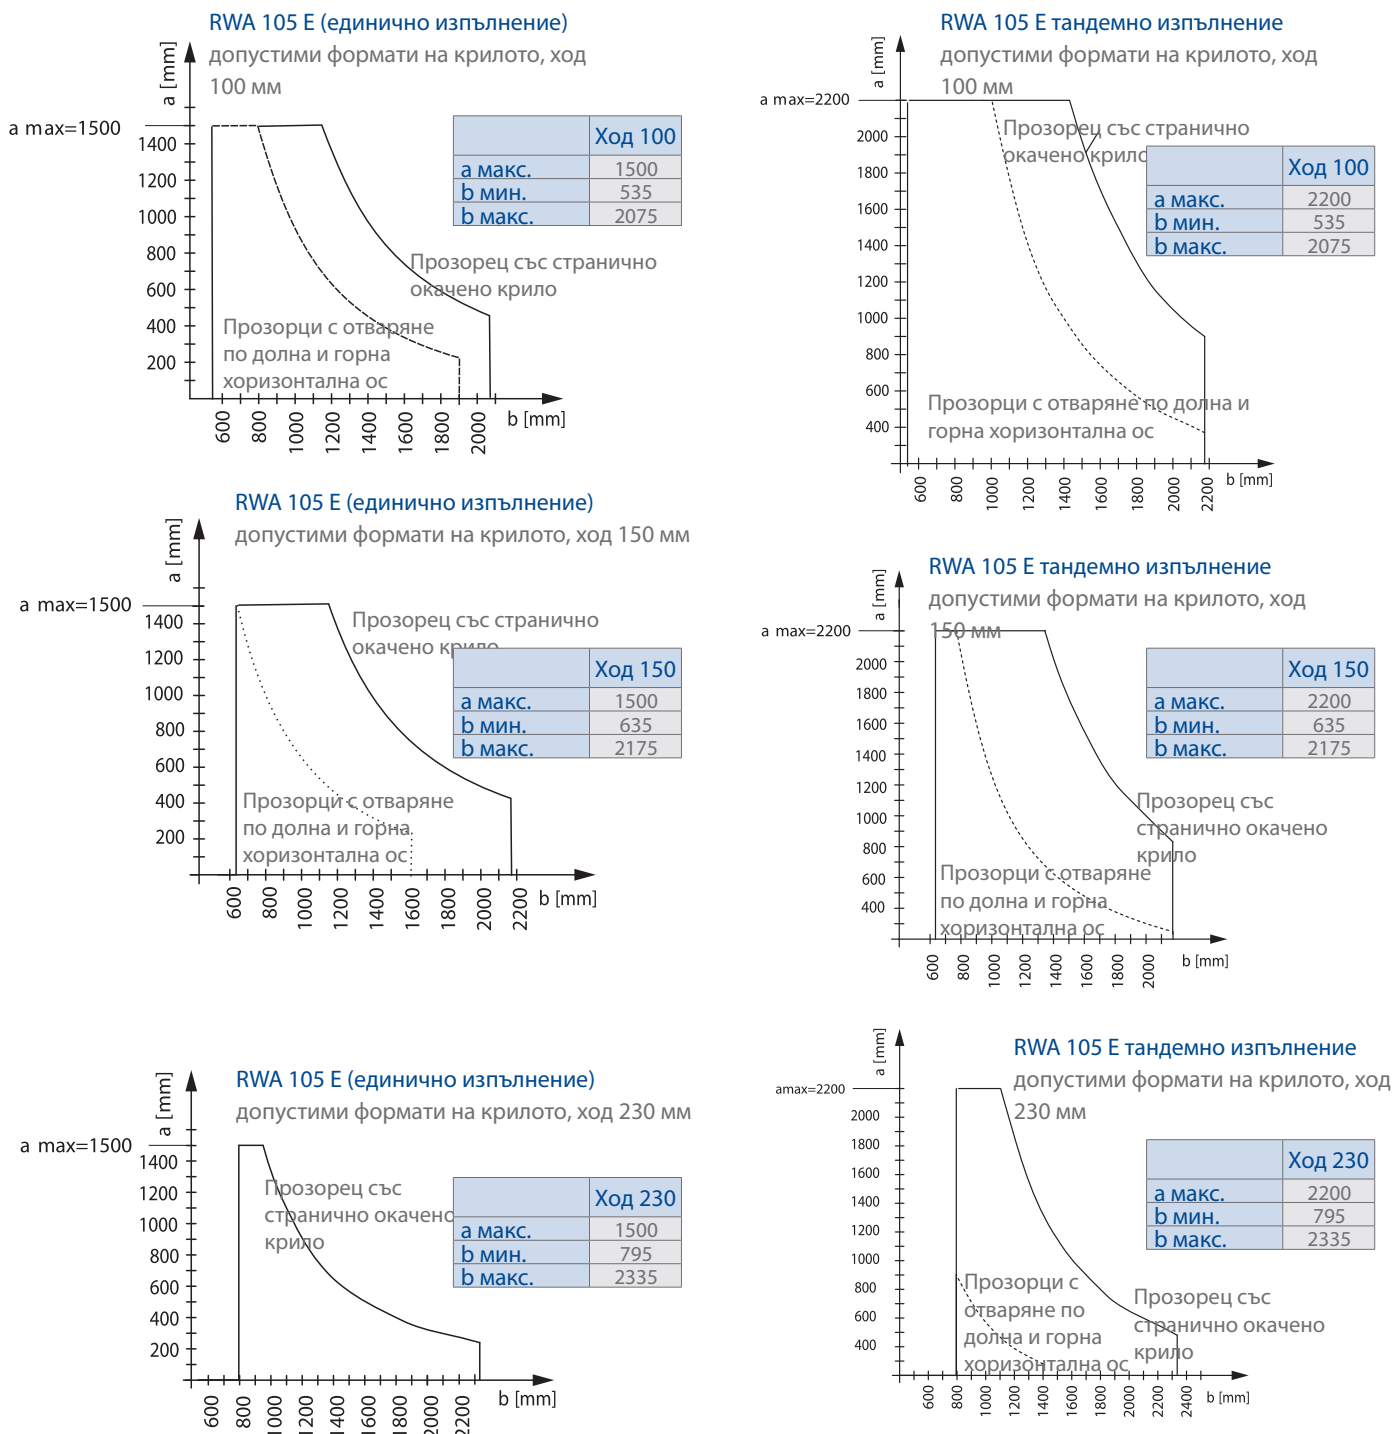 RWA 105 E (единично изпълнение)
допустими формати на крилото, ход
100 мм
a [mm]
a max=1500
1400
1200
1000
800
600
400
200
Ход 100
a макс. 1500
b мин. 535
b макс. 2075
Прозорец със странично
окачено крило
Прозорци с отваряне
по долна и горна
хоризонтална ос
600 800 1000 1200 1400 1600 1800 2000
b [mm]
RWA 105 E тандемно изпълнение
допустими формати на крилото, ход
100 мм
a [mm]
a max=2200
2000
1800
1600
1400
1200
1000
800
600
400
Прозорец със странично
окачено крило
Ход 100
a макс. 2200
b мин. 535
b макс. 2075
Прозорци с отваряне по долна и
горна хоризонтална ос
600 800 1000 1200 1400 1600 1800 2000 2200
b [mm]
RWA 105 E (единично изпълнение)
допустими формати на крилото, ход 150 мм
a [mm]
a max=1500
1400
1200
1000
800
600
400
200
Прозорец със странично
окачено крило
Ход 150
a макс. 1500
b мин. 635
b макс. 2175
Прозорци с отваряне
по долна и горна
хоризонтална ос
600 800 1000 1200 1400 1600 1800 2000 2200
b [mm]
RWA 105 E тандемно изпълнение
допустими формати на крилото, ход
150 мм
a [mm]
a max=2200
2000
1800
1600
1400
1200
1000
800
600
400
Ход 150
a макс. 2200
b мин. 635
b макс. 2175
Прозорец със
странично окачено
крило
Прозорци с отваряне
по долна и горна
хоризонтална ос
600 800 1000 1200 1400 1600 1800 2000
b [mm]
RWA 105 E (единично изпълнение)
допустими формати на крилото, ход 230 мм
a [mm]
a max=1500
1400
1200
1000
800
600
400
200
Прозорец със
странично окачено
крило
Ход 230
a макс. 1500
b мин. 795
b макс. 2335
600 800 1000 1200 1400 1600 1800 2000 2200
b [mm]
RWA 105 E тандемно изпълнение
допустими формати на крилото, ход
230 мм
a [mm]
amax=2200
2000
1800
1600
1400
1200
1000
800
600
400
Ход 230
a макс. 2200
b мин. 795
b макс. 2335
Прозорци с
отваряне по
долна и горна
хоризонтална ос
Прозорец със
странично окачено
крило
600 800 1000 1200 1400 1600 1800 2000 2200 2400
b [mm]